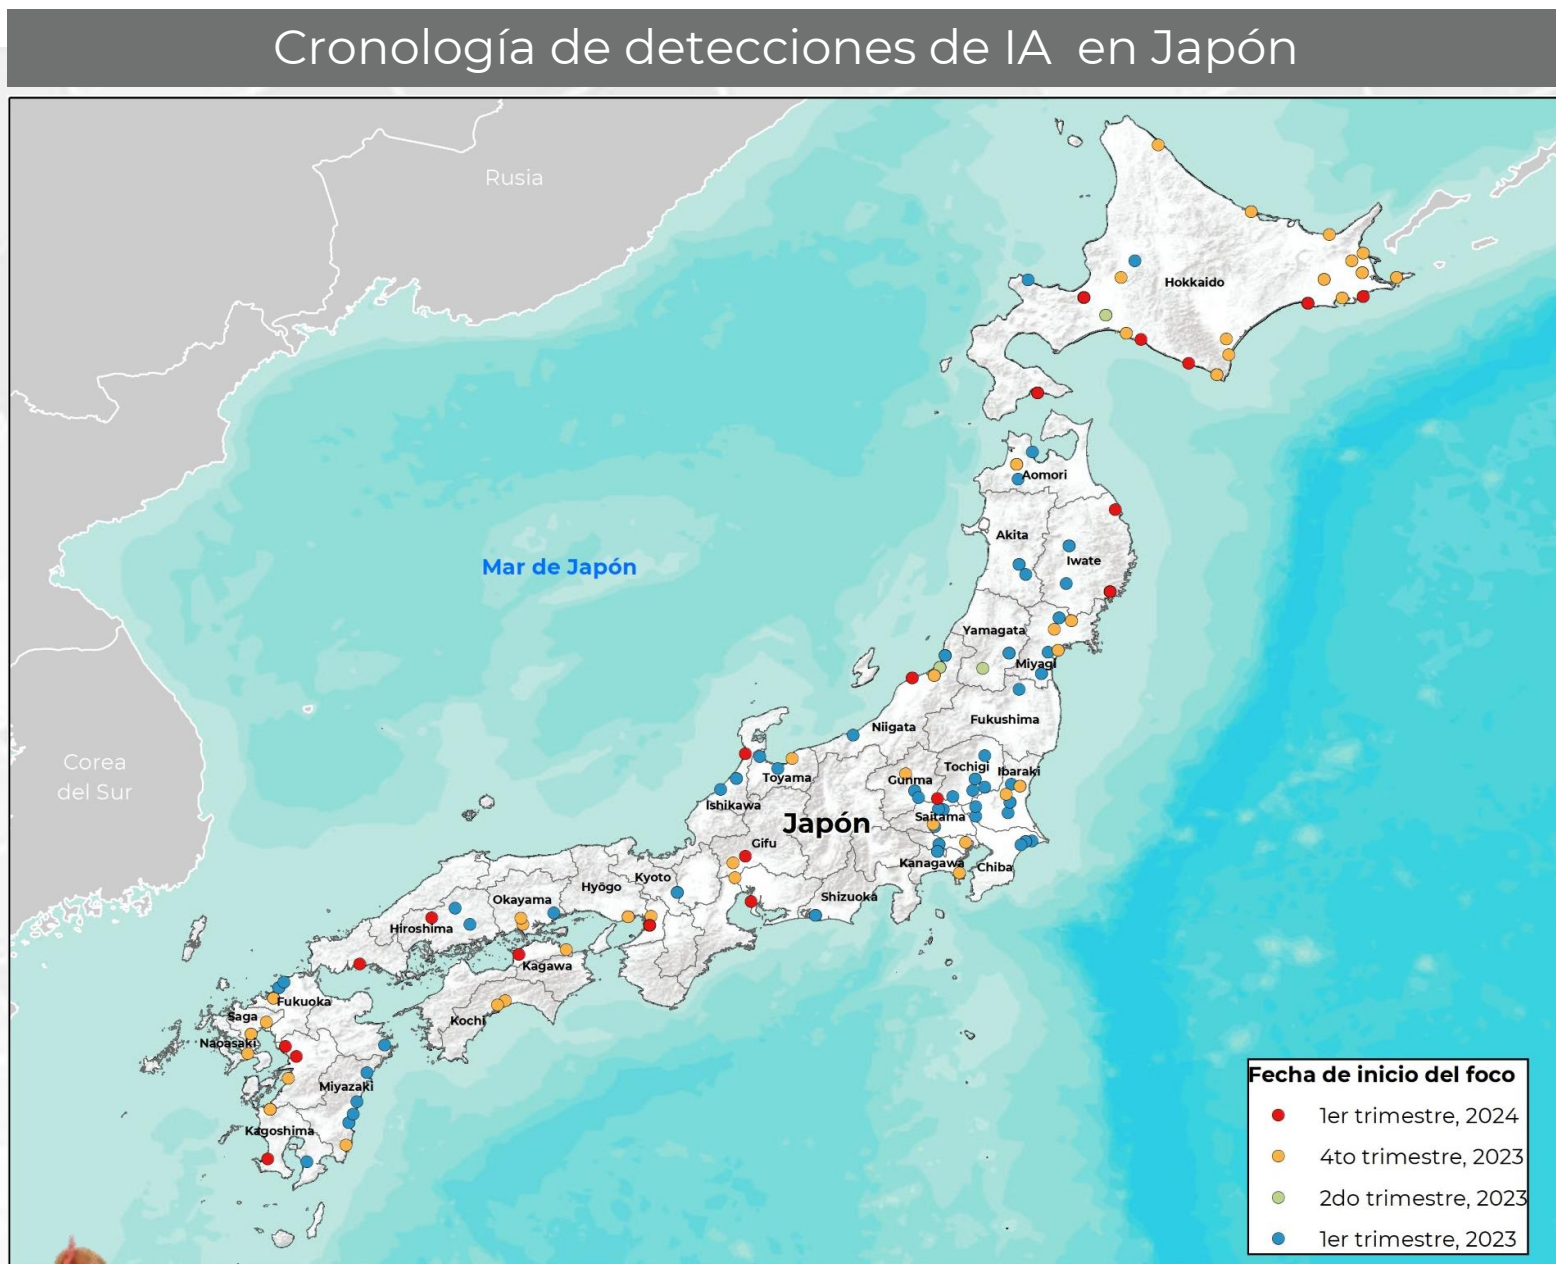 Cronología de detecciones de IA en Japón
Rusia
Hokkaido
Aomori
Akita
Iwate
Mar de Japón
Yamagata
Miyagi
Niigata
Fukushima
Corea
del Sur
Toyama
Gunma
Tochigi
Ibaraki
Ishikawa
Japón
Saitama
Gifu
Kanagawa
Chiba
Kyoto
Hyōgo
Okayama
Shizuoka
Hiroshima
Kagawa
Fukuoka
Saga
Kochi
Naoasaki
Miyazaki
Kagoshima
Fecha de inicio del foco
1er trimestre, 2024
4to trimestre, 2023
2do trimestre, 2023
1er trimestre, 2023